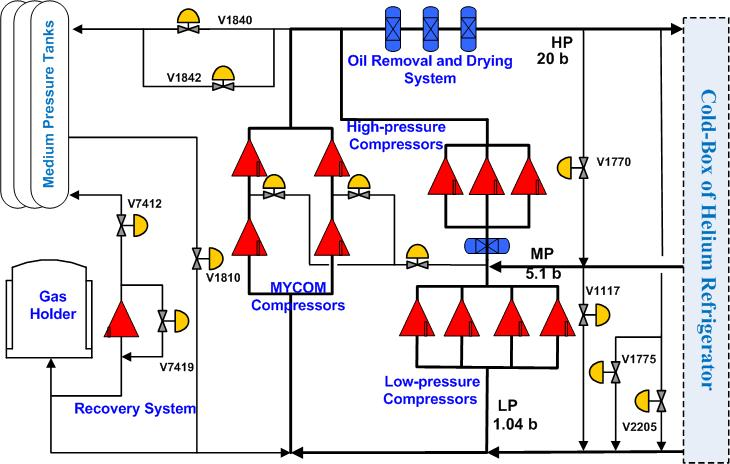 V1840
HP
20 b
V1842
Oil Removal and Drying
System
Medium Pressure Tanks
High-pressure
Compressors
V1770
V7412
MP
5.1 b
V1810
MYCOM
Compressors
Gas
Holder
V1117
V7419
V1775
Low-pressure
Compressors
Recovery System
LP
1.04 b
V2205
Cold-Box of Helium Refrigerator